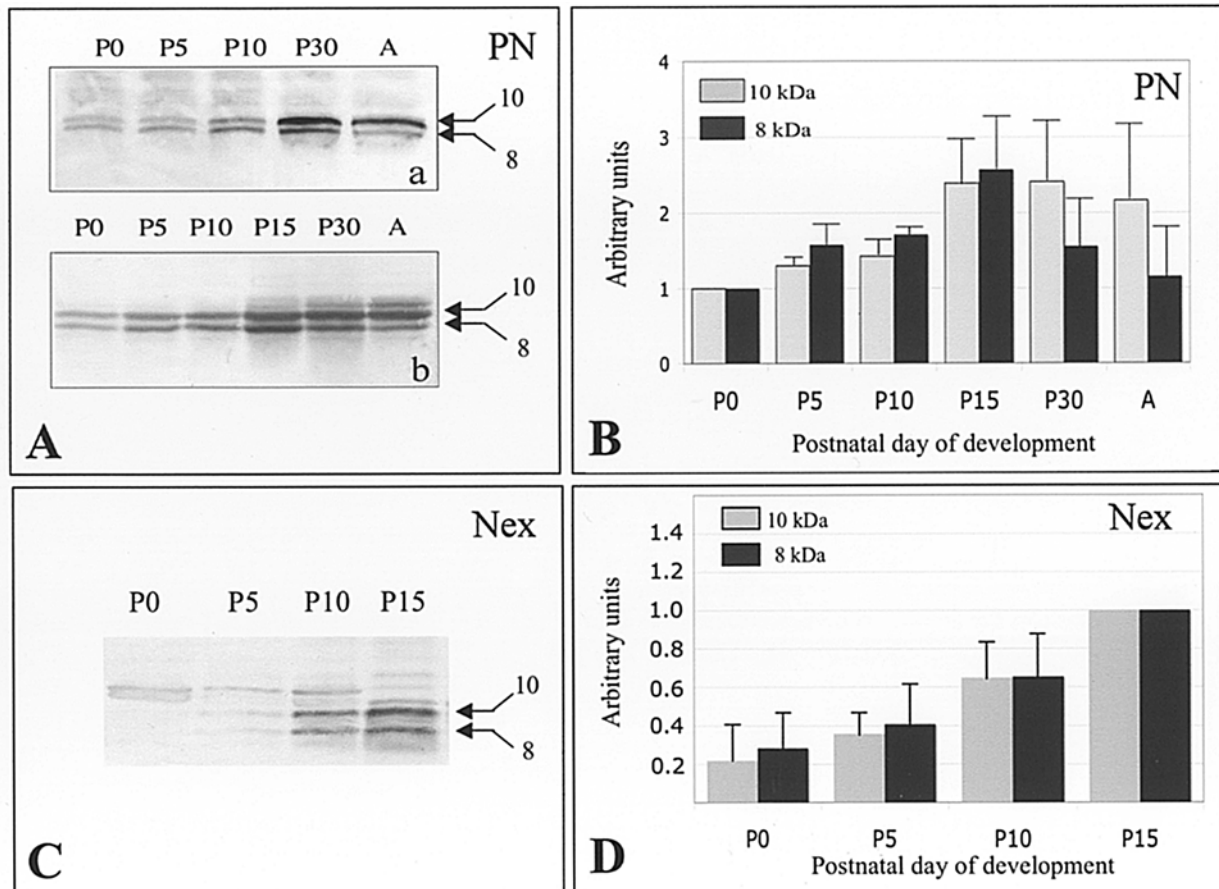 P0 P5 P10 P30 A PN
10
8
a
P0 P5 P10 P15 P30 A
10
8
b
A
4
3
2
1
0
Arbitrary units
10 kDa
8 kDa
PN
P0 P5 P10 P15 P30 A
Postnatal day of development
B
Nex
P0 P5 P10 P15
10
8
C
1.4
1.2
1.0
0.8
0.6
0.4
0.2
Arbitrary units
10 kDa
8 kDa
Nex
P0 P5 P10 P15
Postnatal day of development
D